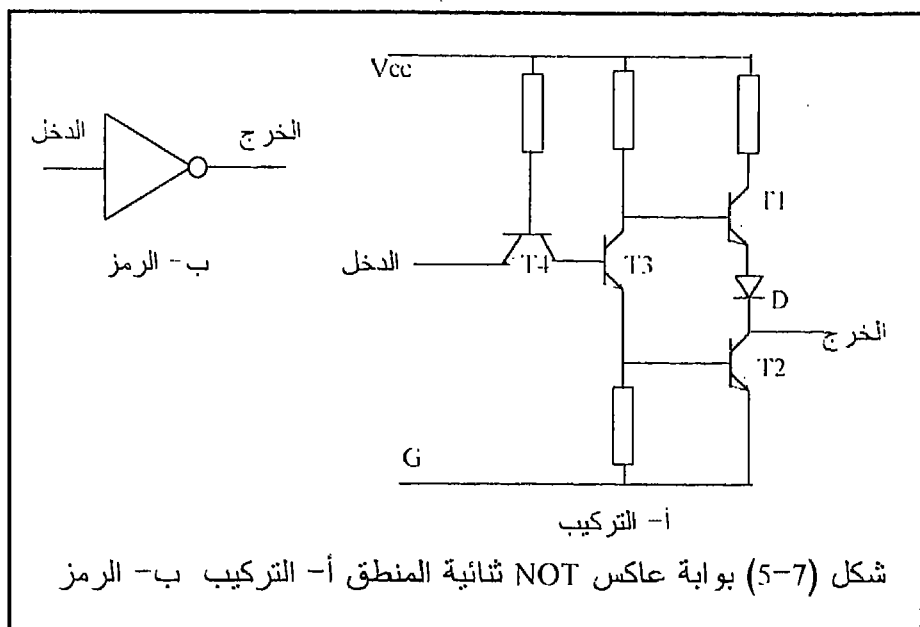 Vcc
الدخل
الخرج
T1
الدخل
T4
T3
ب- الرمز
D
الخرج
T2
G
أ- التركيب
شكل (7-5) بوابة عاكس NOT ثنائية المنطق أ- التركيب ب- الرمز